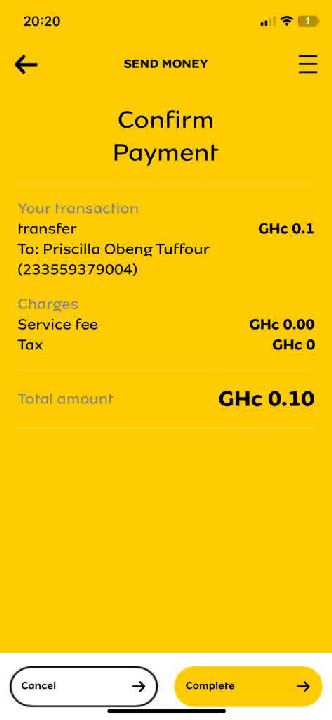 20:20
SEND MONEY
Confirm
Payment
Your transaction
transfer GHc 0.1
To: Priscilla Obeng Tuffour
(233559379004)
Charges
Service fee GHc 0.00
Tax GHc 0
Total amount GHc 0.10
Cancel Complete